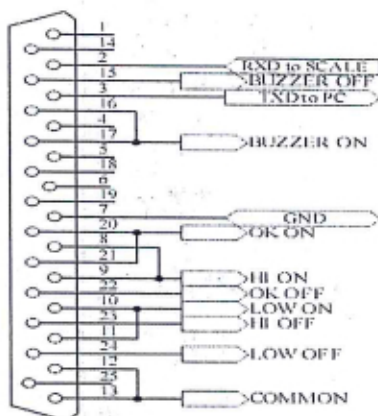 1
14
2
RXD to SCALE
15
BUZZER OFF
3
TXD to PC
16
4
17
BUZZER ON
5
18
6
19
7
GND
20
OK ON
8
21
9
HI ON
22
OK OFF
10
LOW ON
23
HI OFF
11
24
LOW OFF
12
25
13
COMMON